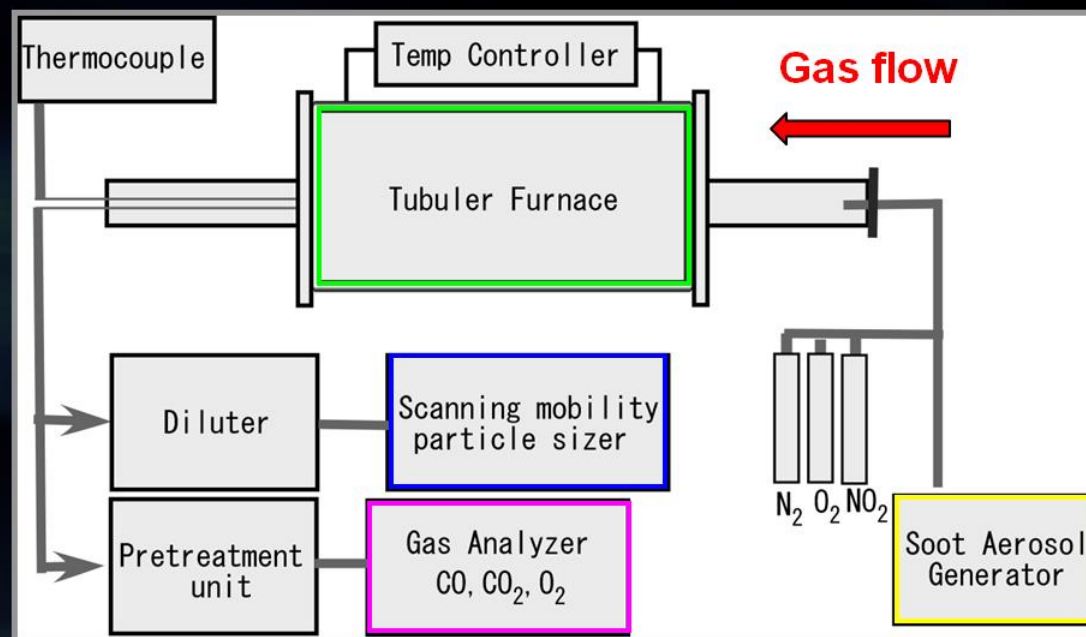 Thermocouple
Temp Controller
Gas flow
Tubuler Furnace
Diluter
Scanning mobility
particle sizer
N₂ O₂ NO₂
Pretreatment
unit
Gas Analyzer
CO, CO₂, O₂
Soot Aerosol
Generator